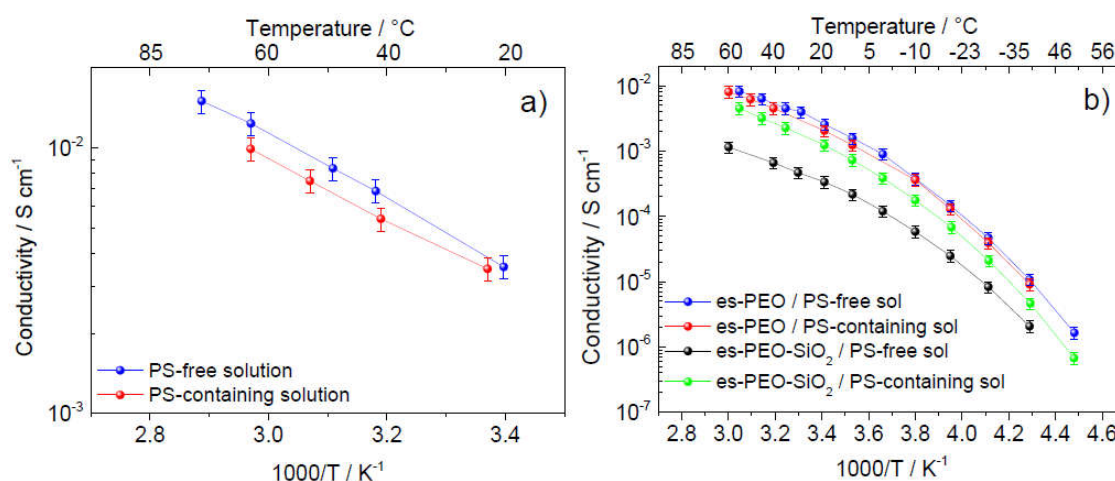 Temperature / °C
85 60 40 20
a)
Conductivity / S cm⁻¹
10⁻²
10⁻³
PS-free solution
PS-containing solution
2.8 3.0 3.2 3.4
1000/T / K⁻¹
Temperature / °C
85 60 40 20 5 -10 -23 -35 48 56
b)
Conductivity / S cm⁻¹
10⁻²
10⁻³
10⁻⁴
10⁻⁵
10⁻⁶
10⁻⁷
es-PEO / PS-free sol
es-PEO / PS-containing sol
es-PEO-SiO₂ / PS-free sol
es-PEO-SiO₂ / PS-containing sol
2.8 3.0 3.2 3.4 3.6 3.8 4.0 4.2 4.4 4.6
1000/T / K⁻¹